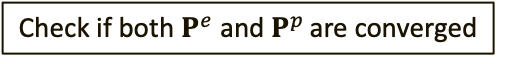 Check if both 𝐏ᵉ and 𝐏ᵖ are converged